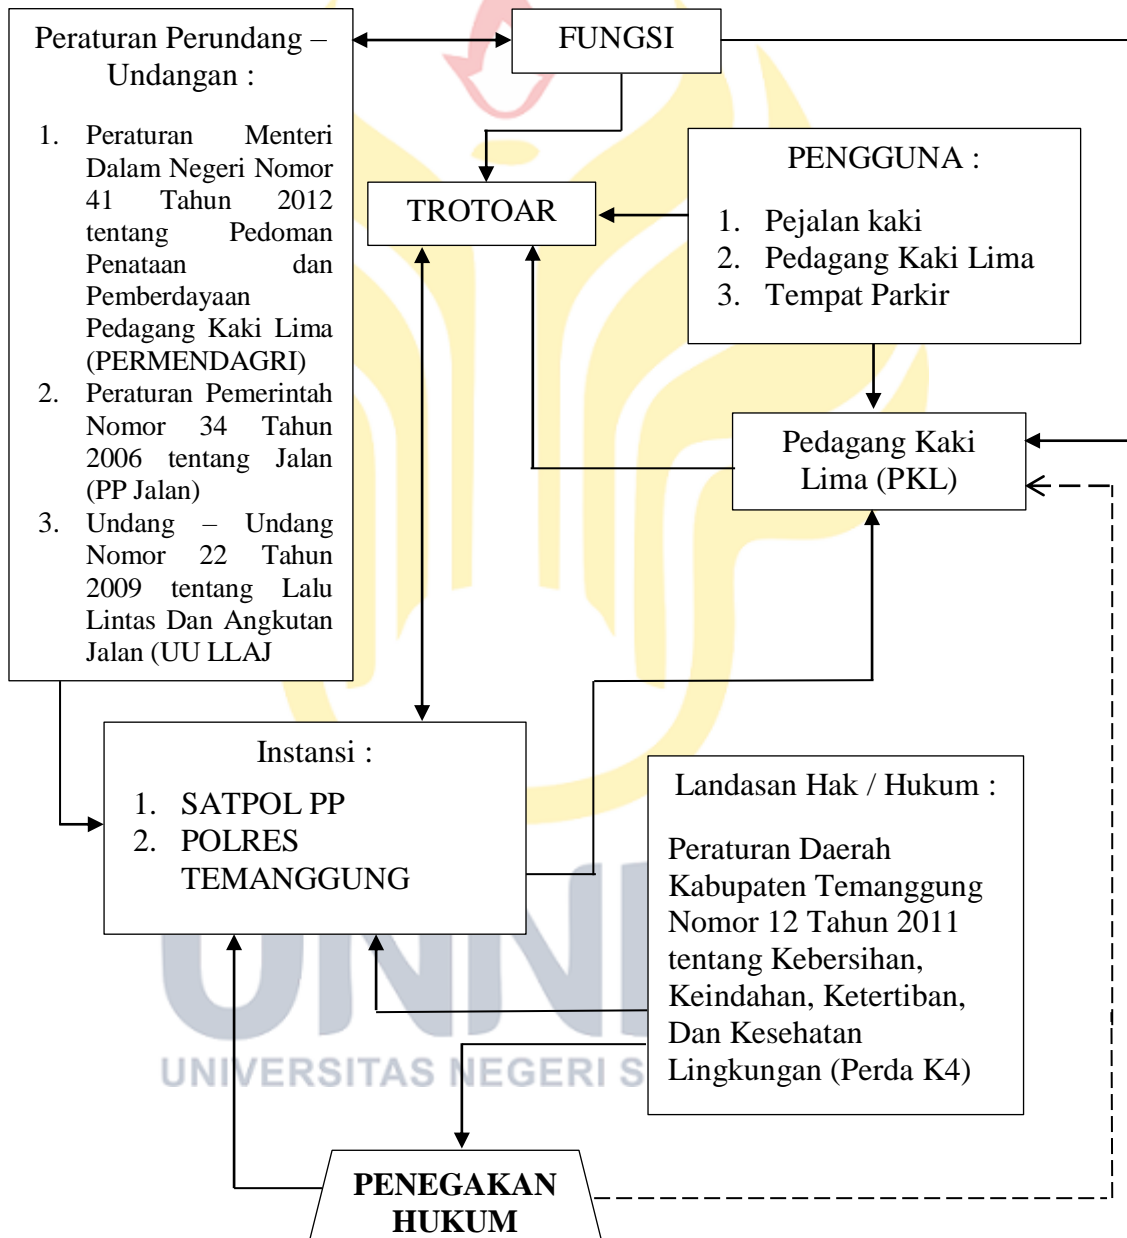 Peraturan Perundang –
Undangan :
1. Peraturan Menteri
Dalam Negeri Nomor
41 Tahun 2012
tentang Pedoman
Penataan dan
Pemberdayaan
Pedagang Kaki Lima
(PERMENDAGRI)
2. Peraturan Pemerintah
Nomor 34 Tahun
2006 tentang Jalan
(PP Jalan)
3. Undang – Undang
Nomor 22 Tahun
2009 tentang Lalu
Lintas Dan Angkutan
Jalan (UU LLAJ
FUNGSI
TROTOAR
PENGGUNA :
1. Pejalan kaki
2. Pedagang Kaki Lima
3. Tempat Parkir
Pedagang Kaki
Lima (PKL)
Instansi :
1. SATPOL PP
2. POLRES
TEMANGGUNG
Landasan Hak / Hukum :
Peraturan Daerah
Kabupaten Temanggung
Nomor 12 Tahun 2011
tentang Kebersihan,
Keindahan, Ketertiban,
Dan Kesehatan
Lingkungan (Perda K4)
UNIVERSITAS NEGERI S
PENEGAKAN
HUKUM